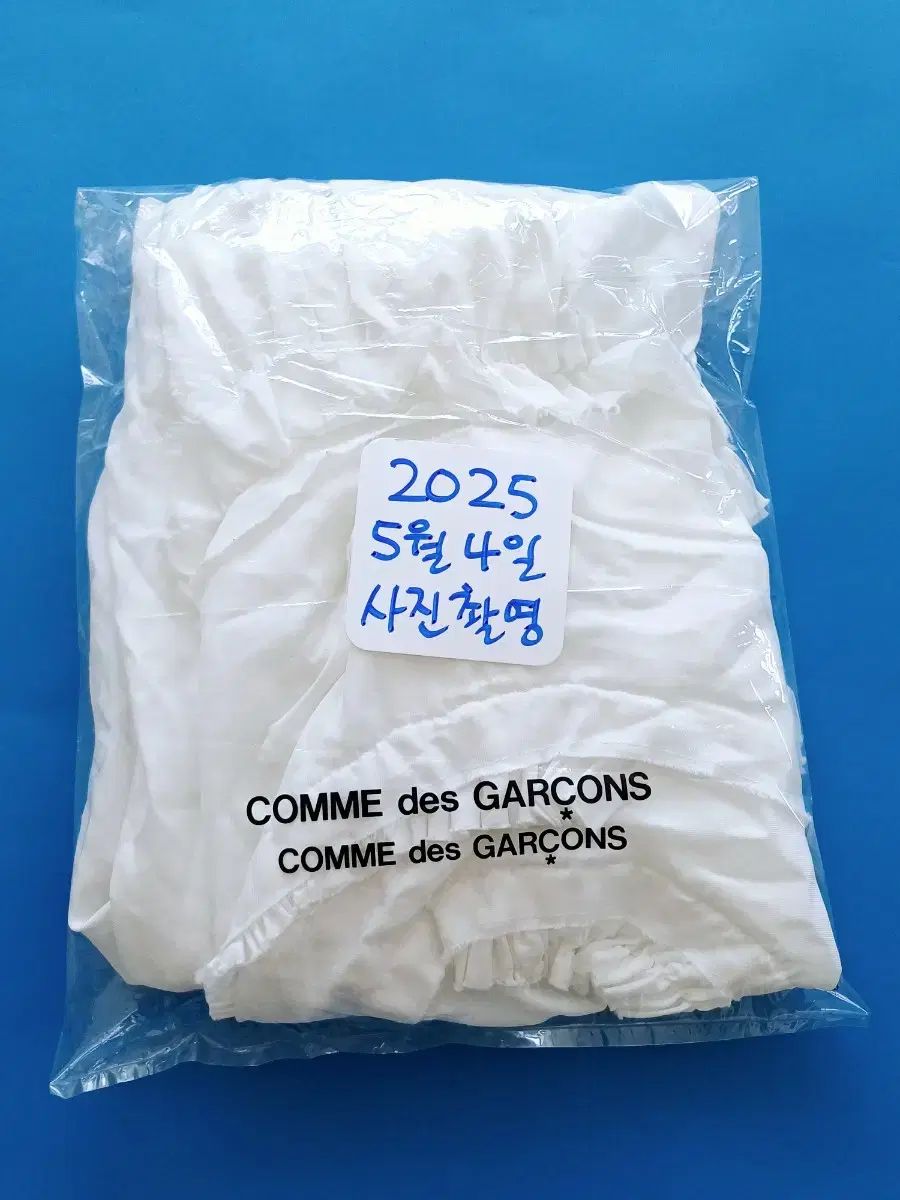 2025
5월 4일
사진촬영
COMME des GARÇONS
*
COMME des GARÇONS
*